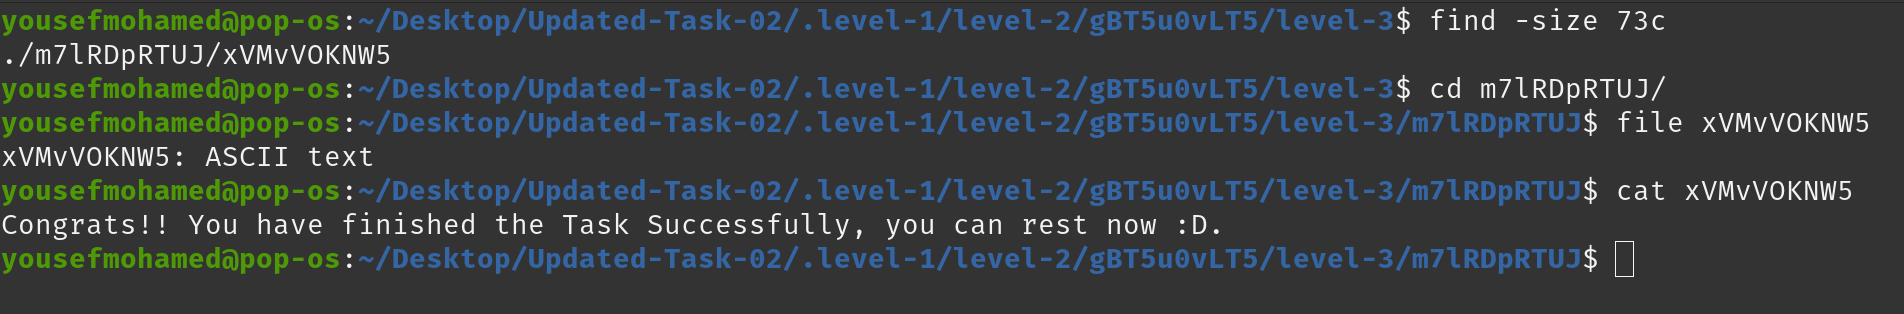 yousefmohamed@pop-os:~/Desktop/Updated-Task-02/.level-1/level-2/gBT5u0vLT5/level-3$ find -size 73c
./m7lRDpRTUJ/xVMvVOKNW5
yousefmohamed@pop-os:~/Desktop/Updated-Task-02/.level-1/level-2/gBT5u0vLT5/level-3$ cd m7lRDpRTUJ/
yousefmohamed@pop-os:~/Desktop/Updated-Task-02/.level-1/level-2/gBT5u0vLT5/level-3/m7lRDpRTUJ$ file xVMvVOKNW5
xVMvVOKNW5: ASCII text
yousefmohamed@pop-os:~/Desktop/Updated-Task-02/.level-1/level-2/gBT5u0vLT5/level-3/m7lRDpRTUJ$ cat xVMvVOKNW5
Congrats!! You have finished the Task Successfully, you can rest now :D.
yousefmohamed@pop-os:~/Desktop/Updated-Task-02/.level-1/level-2/gBT5u0vLT5/level-3/m7lRDpRTUJ$